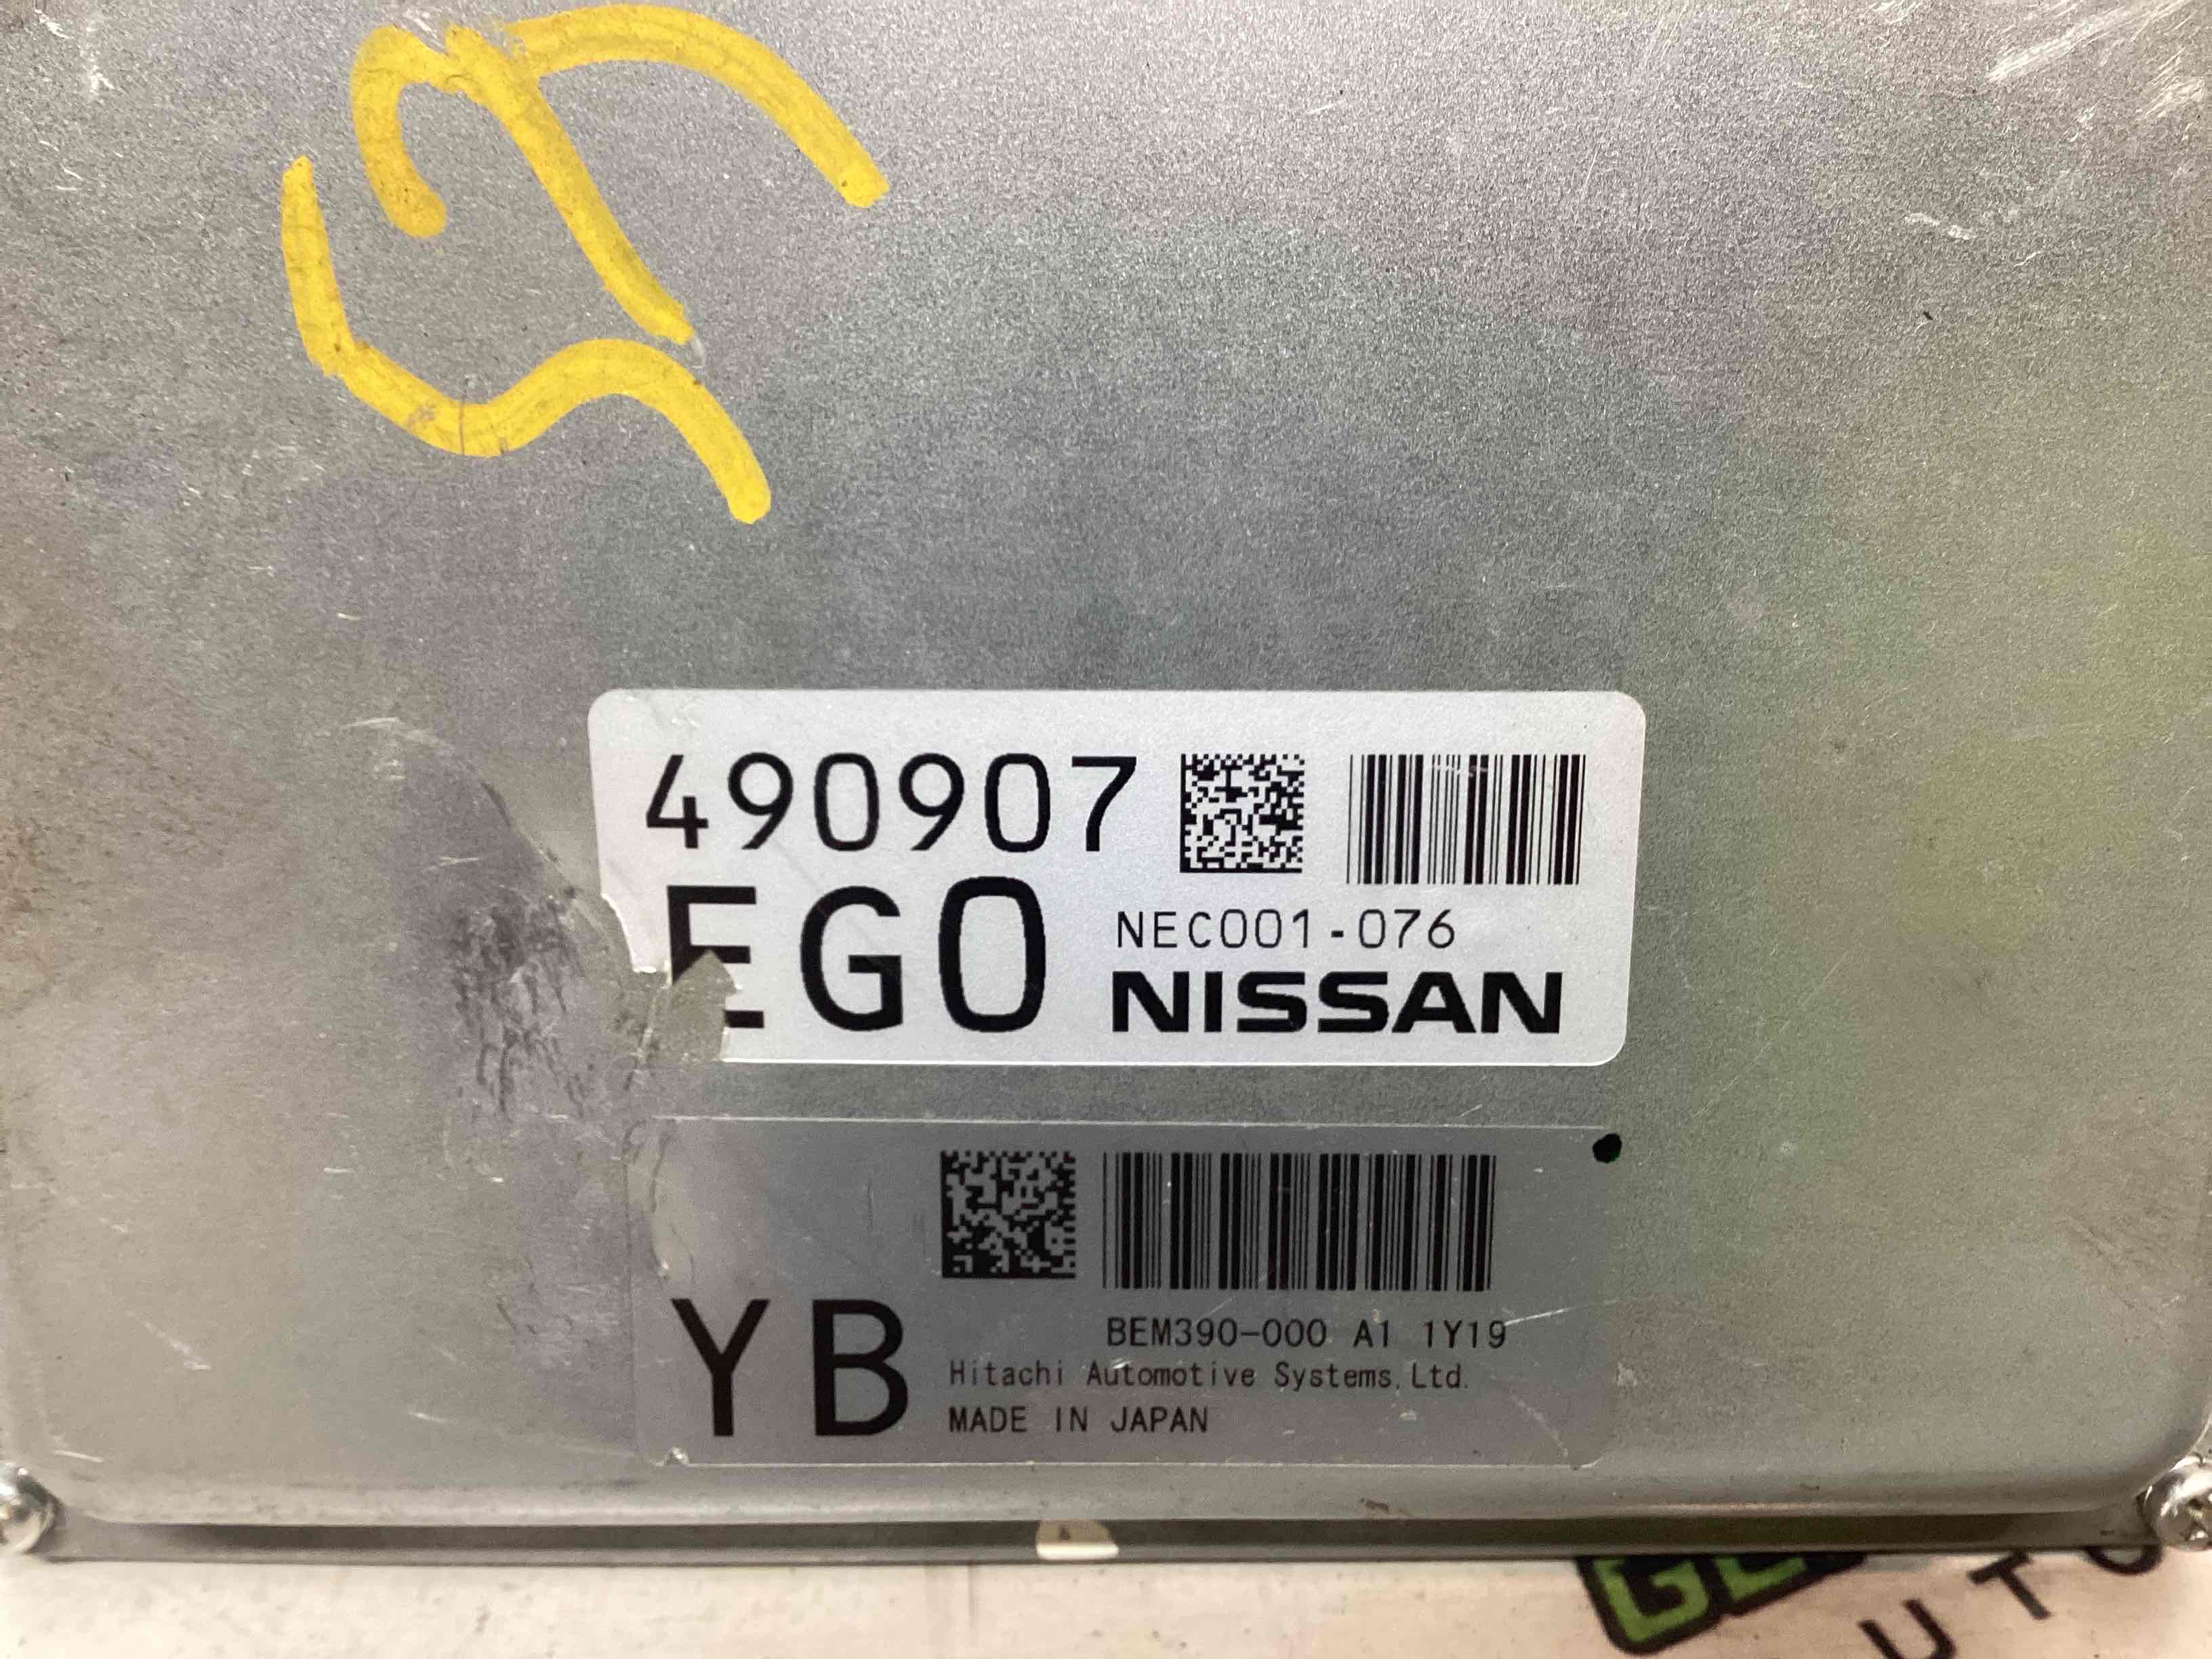 490907
EG0
NEC001-076
NISSAN
YB
BEM390-000 A1 1Y19
Hitachi Automotive Systems,Ltd.
MADE IN JAPAN